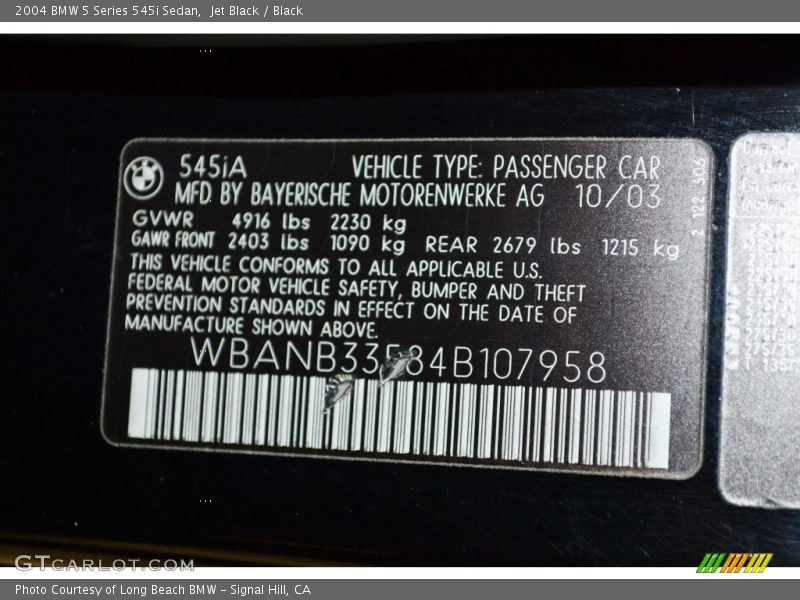 2004 BMW 5 Series 545i Sedan, Jet Black / Black
545iA VEHICLE TYPE: PASSENGER CAR
MFD BY BAYERISCHE MOTORENWERKE AG 10/03
GVWR 4916 lbs 2230 kg
GAWR FRONT 2403 lbs 1090 kg REAR 2679 lbs 1215 kg
THIS VEHICLE CONFORMS TO ALL APPLICABLE U.S.
FEDERAL MOTOR VEHICLE SAFETY, BUMPER AND THEFT
PREVENTION STANDARDS IN EFFECT ON THE DATE OF
MANUFACTURE SHOWN ABOVE.
2 122 306
GTCARLOT.COM
Photo Courtesy of Long Beach BMW – Signal Hill, CA